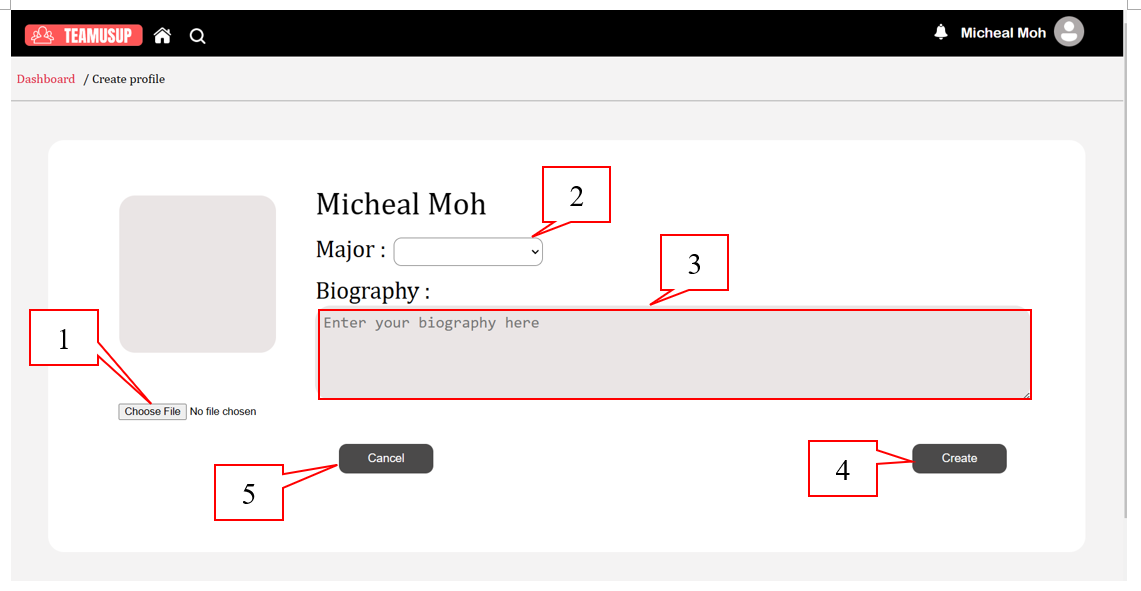 TEAMUSUP
Micheal Moh
Dashboard / Create profile
Micheal Moh
2
Major :
3
Biography :
Enter your biography here
1
Choose File No file chosen
Cancel
Create
4
5